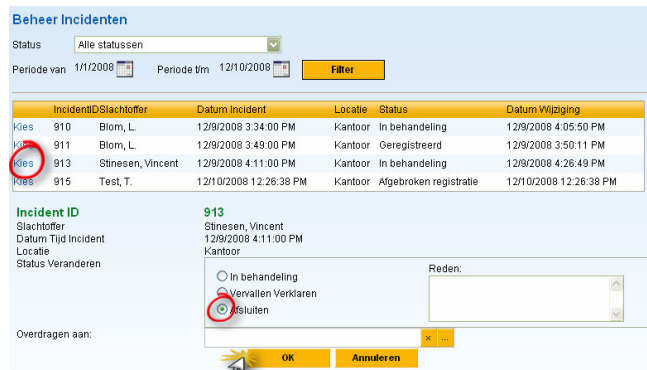 Beheer Incidenten
Status Alle statussen
Periode van 1/1/2008 Periode t/m 12/10/2008 Filter
IncidentID Slachtoffer Datum Incident Locatie Status Datum Wijziging
Kies 910 Blom, L. 12/9/2008 3:34:00 PM Kantoor In behandeling 12/9/2008 4:05:50 PM
Kies 911 Blom, L. 12/9/2008 3:49:00 PM Kantoor Geregistreerd 12/9/2008 3:50:11 PM
Kies 913 Stinesen, Vincent 12/9/2008 4:11:00 PM Kantoor In behandeling 12/9/2008 4:26:49 PM
Kies 915 Test, T. 12/10/2008 12:26:38 PM Kantoor Afgebroken registratie 12/10/2008 12:26:38 PM
Incident ID 913
Slachtoffer Stinesen, Vincent
Datum Tijd Incident 12/9/2008 4:11:00 PM
Locatie Kantoor
Status Veranderen
In behandeling
Vervallen Verklaren
Afsluiten
Reden:
Overdragen aan: × ...
OK Annuleren